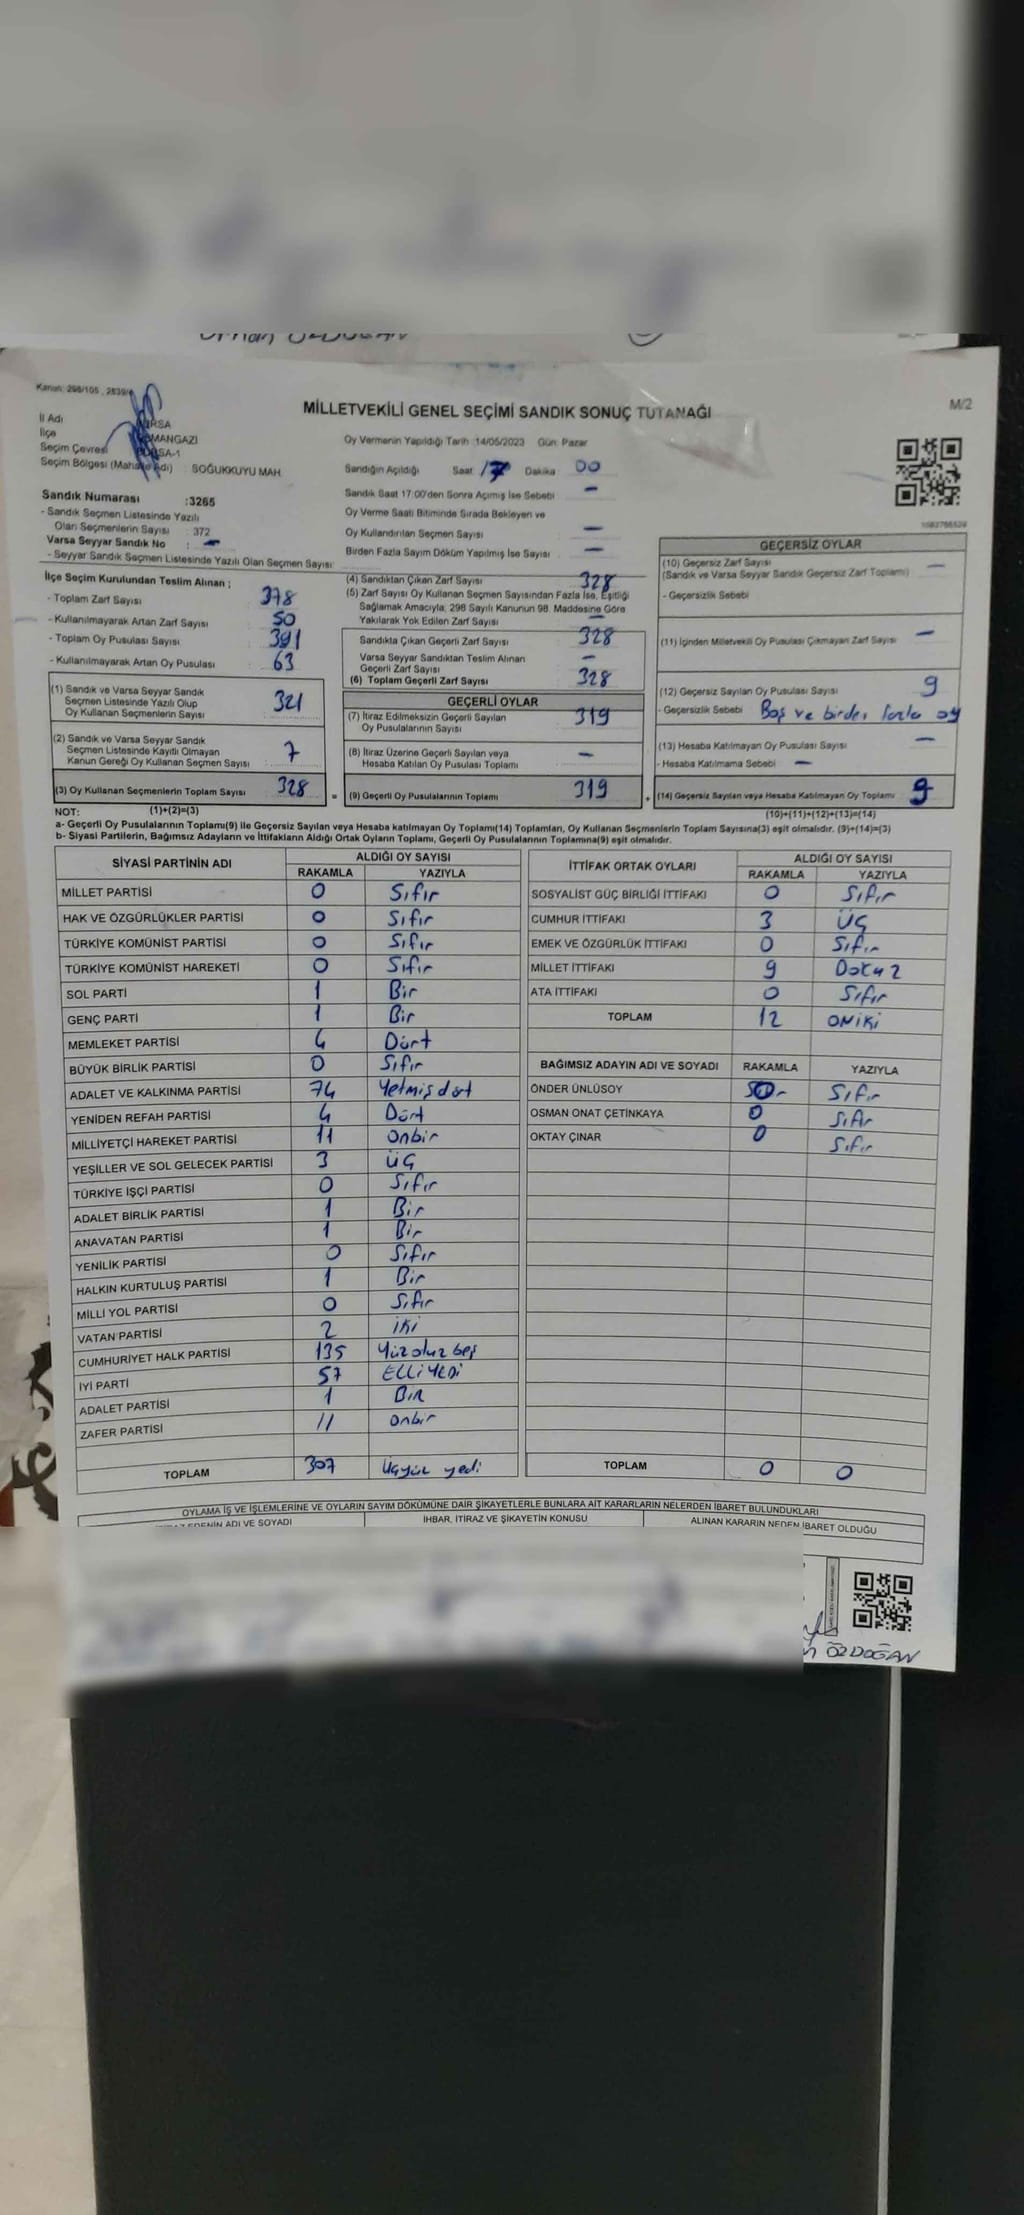 Kanun: 298/105 , 2839/
MİLLETVEKİLİ GENEL SEÇİMİ SANDIK SONUÇ TUTANAĞI
M/2
İl Adı
İlçe MANGAZI
Seçim Çevresi SA-1
Seçim Bölgesi (Mahalle Adı) : SOĞUKKUYU MAH.
Sandık Numarası :3265
- Sandık Seçmen Listesinde Yazılı
Olan Seçmenlerin Sayısı : 372
Varsa Seyyar Sandık No : -
- Seyyar Sandık Seçmen Listesinde Yazılı Olan Seçmen Sayısı:
Oy Vermenin Yapıldığı Tarih :14/05/2023 Gün: Pazar
Sandığın Açıldığı Saat 17 Dakika 00
Sandık Saat 17:00'den Sonra Açımış İse Sebebi -
Oy Verme Saati Bitiminde Sırada Bekleyen ve
Oy Kullandırılan Seçmen Sayısı -
Birden Fazla Sayım Döküm Yapılmış İse Sayısı -
İlçe Seçim Kurulundan Teslim Alınan ;
- Toplam Zarf Sayısı 378
- Kullanılmayarak Artan Zarf Sayısı 50
- Toplam Oy Pusulası Sayısı 391
- Kullanılmayarak Artan Oy Pusulası 63
(1) Sandık ve Varsa Seyyar Sandık
Seçmen Listesinde Yazılı Olup
Oy Kullanan Seçmenlerin Sayısı 321
(2) Sandık ve Varsa Seyyar Sandık
Seçmen Listesinde Kayıtlı Olmayan
Kanun Gereği Oy Kullanan Seçmen Sayısı 7
(3) Oy Kullanan Seçmenlerin Toplam Sayısı 328
(4) Sandıktan Çıkan Zarf Sayısı 328
(5) Zarf Sayısı Oy Kullanan Seçmen Sayısından Fazla İse, Eşitliği
Sağlamak Amacıyla, 298 Sayılı Kanunun 98. Maddesine Göre
Yakılarak Yok Edilen Zarf Sayısı -
Sandıkta Çıkan Geçerli Zarf Sayısı 328
Varsa Seyyar Sandıktan Teslim Alınan
Geçerli Zarf Sayısı -
(6) Toplam Geçerli Zarf Sayısı 328
GEÇERLİ OYLAR
(7) İtiraz Edilmeksizin Geçerli Sayılan
Oy Pusulalarının Sayısı 319
(8) İtiraz Üzerine Geçerli Sayılan veya
Hesaba Katılan Oy Pusulası Toplamı -
= (9) Geçerli Oy Pusulalarının Toplamı 319
GEÇERSİZ OYLAR
(10) Geçersiz Zarf Sayısı -
(Sandık ve Varsa Seyyar Sandık Geçersiz Zarf Toplamı)
- Geçersizlik Sebebi
(11) İçinden Milletvekili Oy Pusulası Çıkmayan Zarf Sayısı -
(12) Geçersiz Sayılan Oy Pusulası Sayısı 9
- Geçersizlik Sebebi Boş ve birden fazla oy
(13) Hesaba Katılmayan Oy Pusulası Sayısı -
- Hesaba Katılmama Sebebi -
+ (14) Geçersiz Sayılan veya Hesaba Katılmayan Oy Toplamı 9
NOT: (1)+(2)=(3) (10)+(11)+(12)+(13)=(14)
a- Geçerli Oy Pusulalarının Toplamı(9) ile Geçersiz Sayılan veya Hesaba katılmayan Oy Toplamı(14) Toplamları, Oy Kullanan Seçmenlerin Toplam Sayısına(3) eşit olmalıdır. (9)+(14)=(3)
b- Siyasi Partilerin, Bağımsız Adayların ve İttifakların Aldığı Ortak Oyların Toplamı, Geçerli Oy Pusulalarının Toplamına(9) eşit olmalıdır.
SİYASİ PARTİNİN ADI ALDIĞI OY SAYISI
RAKAMLA YAZIYLA
MİLLET PARTİSİ 0 Sıfır
HAK VE ÖZGÜRLÜKLER PARTİSİ 0 Sıfır
TÜRKİYE KOMÜNİST PARTİSİ 0 Sıfır
TÜRKİYE KOMÜNİST HAREKETİ 0 Sıfır
SOL PARTİ 1 Bir
GENÇ PARTİ 1 Bir
MEMLEKET PARTİSİ 4 Dört
BÜYÜK BİRLİK PARTİSİ 0 Sıfır
ADALET VE KALKINMA PARTİSİ 74 Yetmiş dört
YENİDEN REFAH PARTİSİ 4 Dört
MİLLİYETÇİ HAREKET PARTİSİ 11 onbir
YEŞİLLER VE SOL GELECEK PARTİSİ 3 Üç
TÜRKİYE İŞÇİ PARTİSİ 0 Sıfır
ADALET BİRLİK PARTİSİ 1 Bir
ANAVATAN PARTİSİ 1 Bir
YENİLİK PARTİSİ 0 Sıfır
HALKIN KURTULUŞ PARTİSİ 1 Bir
MİLLİ YOL PARTİSİ 0 Sıfır
VATAN PARTİSİ 2 iki
CUMHURİYET HALK PARTİSİ 135 Yüz otuz beş
İYİ PARTİ 57 ELLİ YEDİ
ADALET PARTİSİ 1 BİR
ZAFER PARTİSİ 11 onbir
TOPLAM 307 üçyüz yedi
İTTİFAK ORTAK OYLARI ALDIĞI OY SAYISI
RAKAMLA YAZIYLA
SOSYALİST GÜÇ BİRLİĞİ İTTİFAKI 0 Sıfır
CUMHUR İTTİFAKI 3 ÜÇ
EMEK VE ÖZGÜRLÜK İTTİFAKI 0 Sıfır
MİLLET İTTİFAKI 9 Dokuz
ATA İTTİFAKI 0 Sıfır
TOPLAM 12 ONİKİ
BAĞIMSIZ ADAYIN ADI VE SOYADI RAKAMLA YAZIYLA
ÖNDER ÜNLÜSOY Sıfır
OSMAN ONAT ÇETİNKAYA 0 Sıfır
OKTAY ÇINAR 0 Sıfır
TOPLAM 0 0
OYLAMA İŞ VE İŞLEMLERİNE VE OYLARIN SAYIM DÖKÜMÜNE DAİR ŞİKAYETLERLE BUNLARA AİT KARARLARIN NELERDEN İBARET BULUNDUKLARI
EDENİN ADI VE SOYADI İHBAR, İTİRAZ VE ŞİKAYETİN KONUSU ALINAN KARARIN NEDEN İBARET OLDUĞU
ÖZDOĞAN